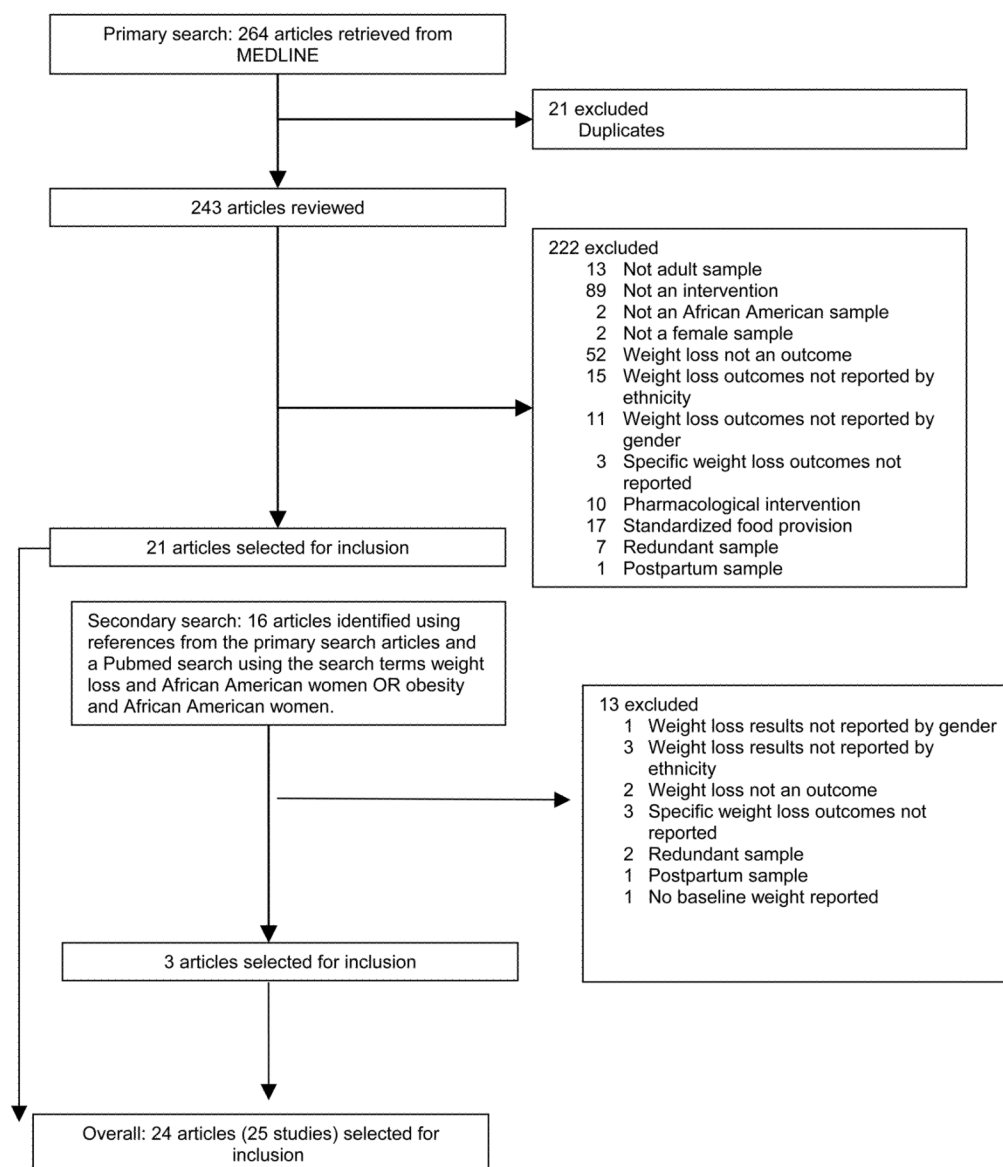 Primary search: 264 articles retrieved from
MEDLINE
21 excluded
Duplicates
243 articles reviewed
222 excluded
13 Not adult sample
89 Not an intervention
2 Not an African American sample
2 Not a female sample
52 Weight loss not an outcome
15 Weight loss outcomes not reported by
ethnicity
11 Weight loss outcomes not reported by
gender
3 Specific weight loss outcomes not
reported
10 Pharmacological intervention
17 Standardized food provision
7 Redundant sample
1 Postpartum sample
21 articles selected for inclusion
Secondary search: 16 articles identified using
references from the primary search articles and
a Pubmed search using the search terms weight
loss and African American women OR obesity
and African American women.
13 excluded
1 Weight loss results not reported by gender
3 Weight loss results not reported by
ethnicity
2 Weight loss not an outcome
3 Specific weight loss outcomes not
reported
2 Redundant sample
1 Postpartum sample
1 No baseline weight reported
3 articles selected for inclusion
Overall: 24 articles (25 studies) selected for
inclusion